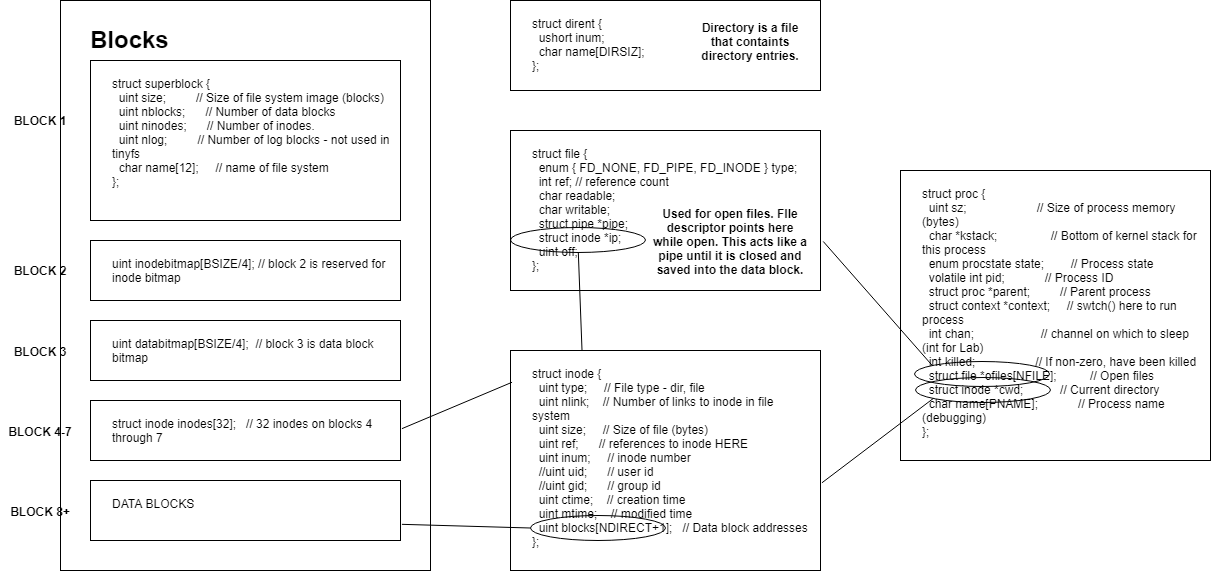 Blocks
BLOCK 1
struct superblock {
uint size; // Size of file system image (blocks)
uint nblocks; // Number of data blocks
uint ninodes; // Number of inodes.
uint nlog; // Number of log blocks - not used in
tinyfs
char name[12]; // name of file system
};
BLOCK 2
uint inodebitmap[BSIZE/4]; // block 2 is reserved for
inode bitmap
BLOCK 3
uint databitmap[BSIZE/4]; // block 3 is data block
bitmap
BLOCK 4-7
struct inode inodes[32]; // 32 inodes on blocks 4
through 7
BLOCK 8+
DATA BLOCKS
struct dirent {
ushort inum;
char name[DIRSIZ];
};
Directory is a file
that containts
directory entries.
struct file {
enum { FD_NONE, FD_PIPE, FD_INODE } type;
int ref; // reference count
char readable;
char writable;
struct pipe *pipe;
struct inode *ip;
uint off;
};
Used for open files. FIle
descriptor points here
while open. This acts like a
pipe until it is closed and
saved into the data block.
struct inode {
uint type; // File type - dir, file
uint nlink; // Number of links to inode in file
system
uint size; // Size of file (bytes)
uint ref; // references to inode HERE
uint inum; // inode number
//uint uid; // user id
//uint gid; // group id
uint ctime; // creation time
uint mtime; // modified time
uint blocks[NDIRECT+1]; // Data block addresses
};
struct proc {
uint sz; // Size of process memory
(bytes)
char *kstack; // Bottom of kernel stack for
this process
enum procstate state; // Process state
volatile int pid; // Process ID
struct proc *parent; // Parent process
struct context *context; // swtch() here to run
process
int chan; // channel on which to sleep
(int for Lab)
int killed; // If non-zero, have been killed
struct file *ofiles[NFILE]; // Open files
struct inode *cwd; // Current directory
char name[PNAME]; // Process name
(debugging)
};